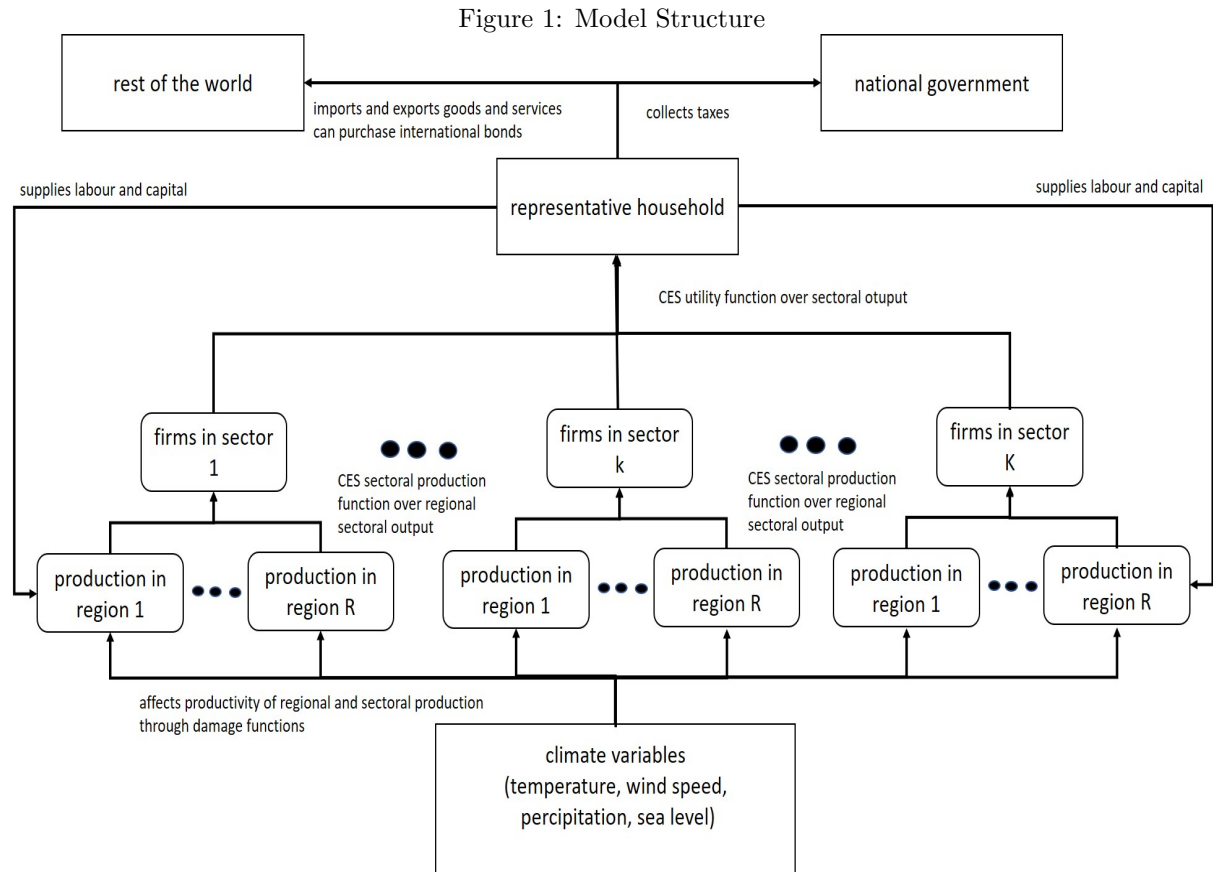 Figure 1: Model Structure
rest of the world
national government
imports and exports goods and services
can purchase international bonds
collects taxes
supplies labour and capital
representative household
supplies labour and capital
CES utility function over sectoral otuput
firms in sector
1
firms in sector
k
firms in sector
K
CES sectoral production
function over regional
sectoral output
CES sectoral production
function over regional
sectoral output
production in
region 1
production in
region R
production in
region 1
production in
region R
production in
region 1
production in
region R
affects productivity of regional and sectoral production
through damage functions
climate variables
(temperature, wind speed,
percipitation, sea level)